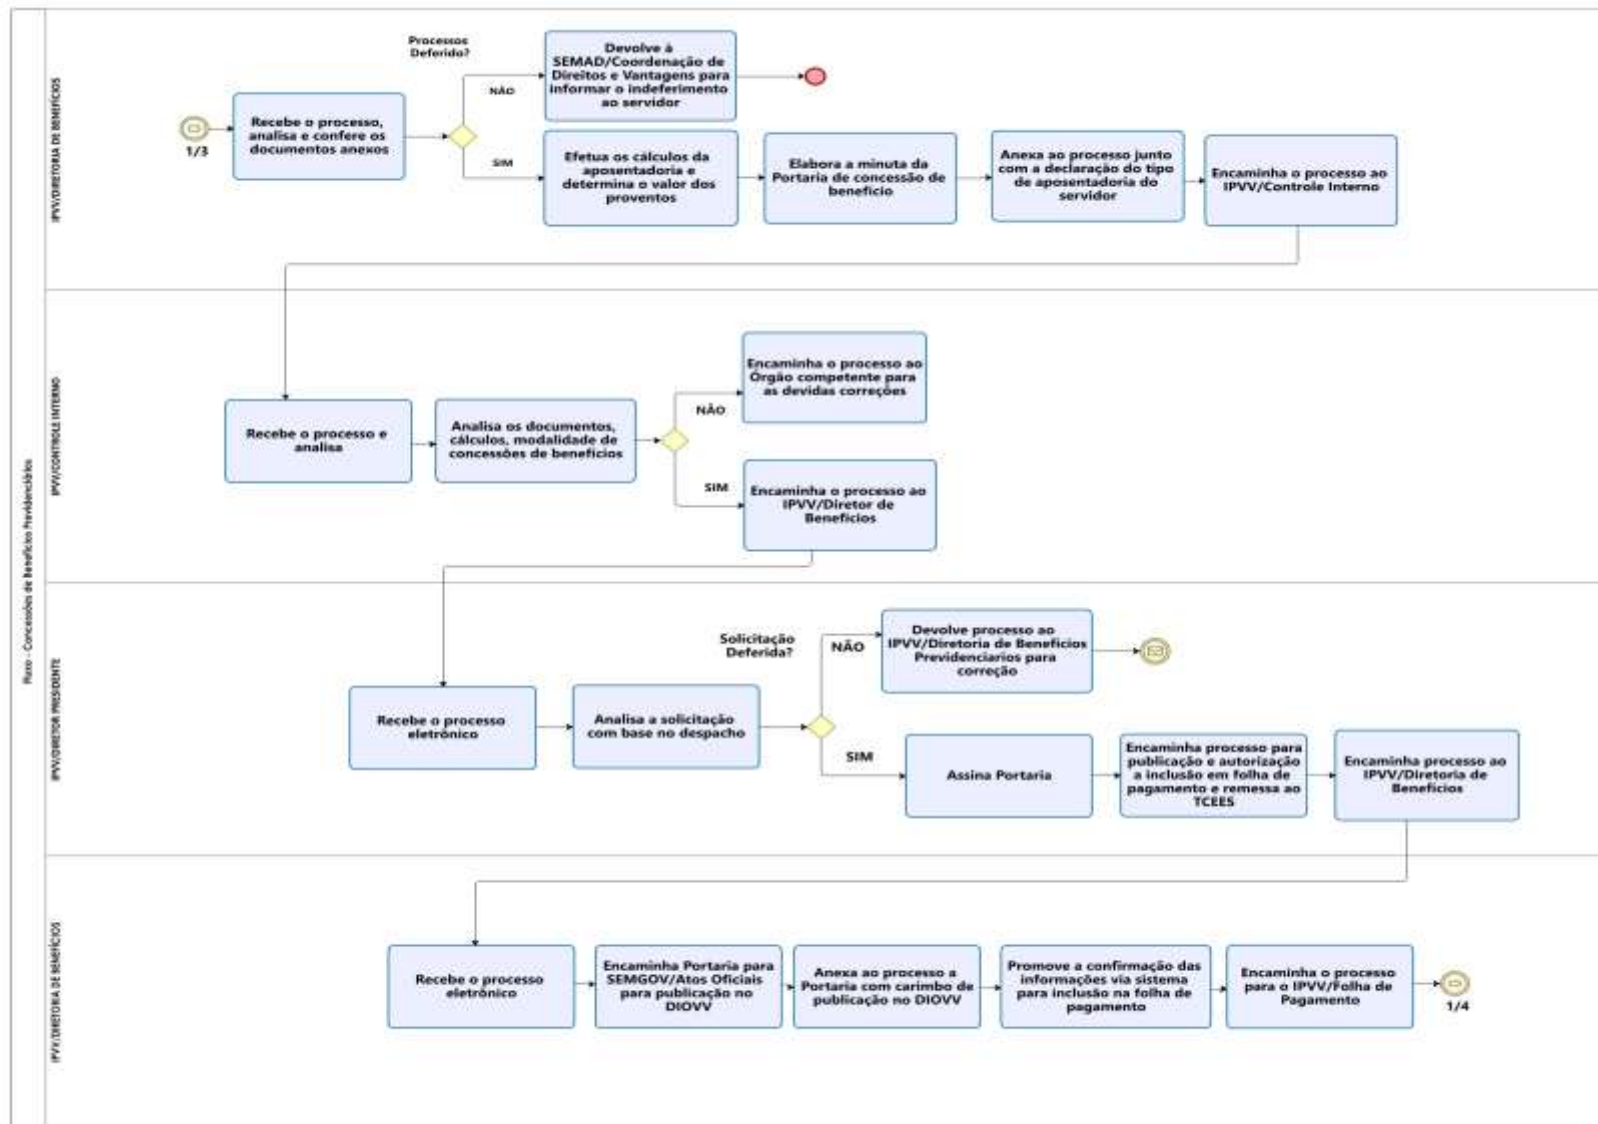 Fluxo - Concessões de Benefícios Previdenciários
IPVV/DIRETORIA DE BENEFÍCIOS
1/3
Recebe o processo,
analisa e confere os
documentos anexos
Processos
Deferido?
NÃO
Devolve à
SEMAD/Coordenação de
Direitos e Vantagens para
informar o indeferimento
ao servidor
SIM
Efetua os cálculos da
aposentadoria e
determina o valor dos
proventos
Elabora a minuta da
Portaria de concessão de
benefício
Anexa ao processo junto
com a declaração do tipo
de aposentadoria do
servidor
Encaminha o processo ao
IPVV/Controle Interno
IPVV/CONTROLE INTERNO
Recebe o processo e
analisa
Analisa os documentos,
cálculos, modalidade de
concessões de benefícios
NÃO
Encaminha o processo ao
Órgão competente para
as devidas correções
SIM
Encaminha o processo ao
IPVV/Diretor de
Benefícios
IPVV/DIRETOR PRESIDENTE
Recebe o processo
eletrônico
Analisa a solicitação
com base no despacho
Solicitação
Deferida?
NÃO
Devolve processo ao
IPVV/Diretoria de Benefícios
Previdenciarios para
correção
SIM
Assina Portaria
Encaminha processo para
publicação e autorização
a inclusão em folha de
pagamento e remessa ao
TCEES
Encaminha processo ao
IPVV/Diretoria de
Benefícios
IPVV/DIRETORIA DE BENEFÍCIOS
Recebe o processo
eletrônico
Encaminha Portaria para
SEMGOV/Atos Oficiais
para publicação no
DIOVV
Anexa ao processo a
Portaria com carimbo de
publicação no DIOVV
Promove a confirmação das
informações via sistema
para inclusão na folha de
pagamento
Encaminha o processo
para o IPVV/Folha de
Pagamento
1/4